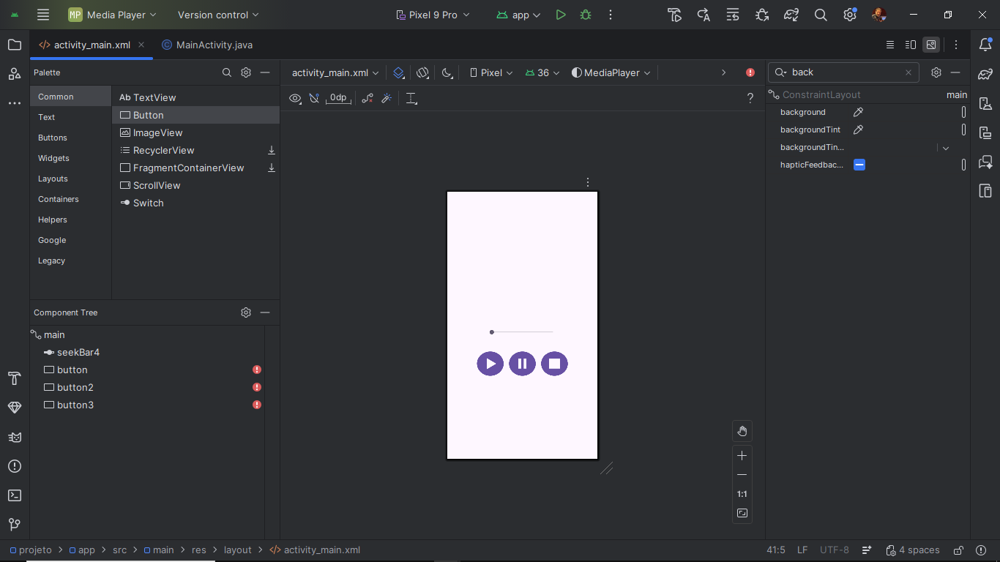 MP Media Player Version control Pixel 9 Pro app
activity_main.xml MainActivity.java
Palette
Common
Text
Buttons
Widgets
Layouts
Containers
Helpers
Google
Legacy
Ab TextView
Button
ImageView
RecyclerView
FragmentContainerView
ScrollView
Switch
Component Tree
main
seekBar4
button
button2
button3
activity_main.xml Pixel 36 MediaPlayer
0dp ?
1:1
back
ConstraintLayout main
background
backgroundTint
backgroundTin...
hapticFeedbac...
projeto app src main res layout activity_main.xml 41:5 LF UTF-8 4 spaces